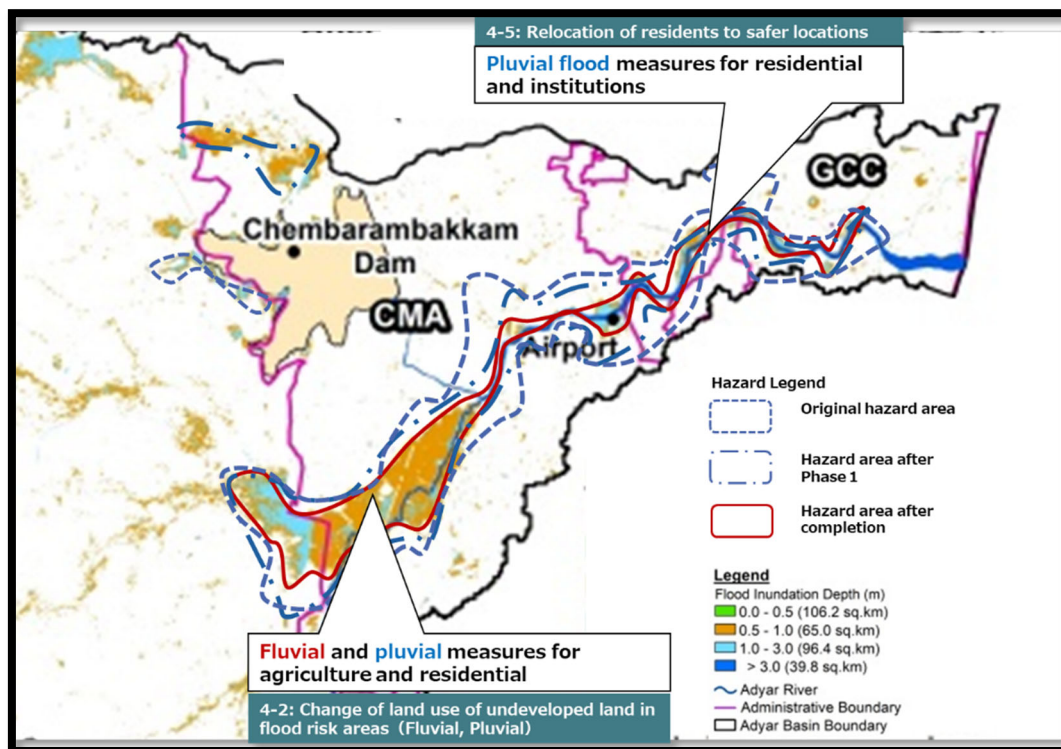 4-5: Relocation of residents to safer locations
Pluvial flood measures for residential
and institutions
GCC
Chembarambakkam
Dam
CMA
Airport
Hazard Legend
Original hazard area
Hazard area after
Phase 1
Hazard area after
completion
Legend
Flood Inundation Depth (m)
0.0 - 0.5 (106.2 sq.km)
0.5 - 1.0 (65.0 sq.km)
1.0 - 3.0 (96.4 sq.km)
> 3.0 (39.8 sq.km)
Adyar River
Administrative Boundary
Adyar Basin Boundary
Fluvial and pluvial measures for
agriculture and residential
4-2: Change of land use of undeveloped land in
flood risk areas (Fluvial, Pluvial)